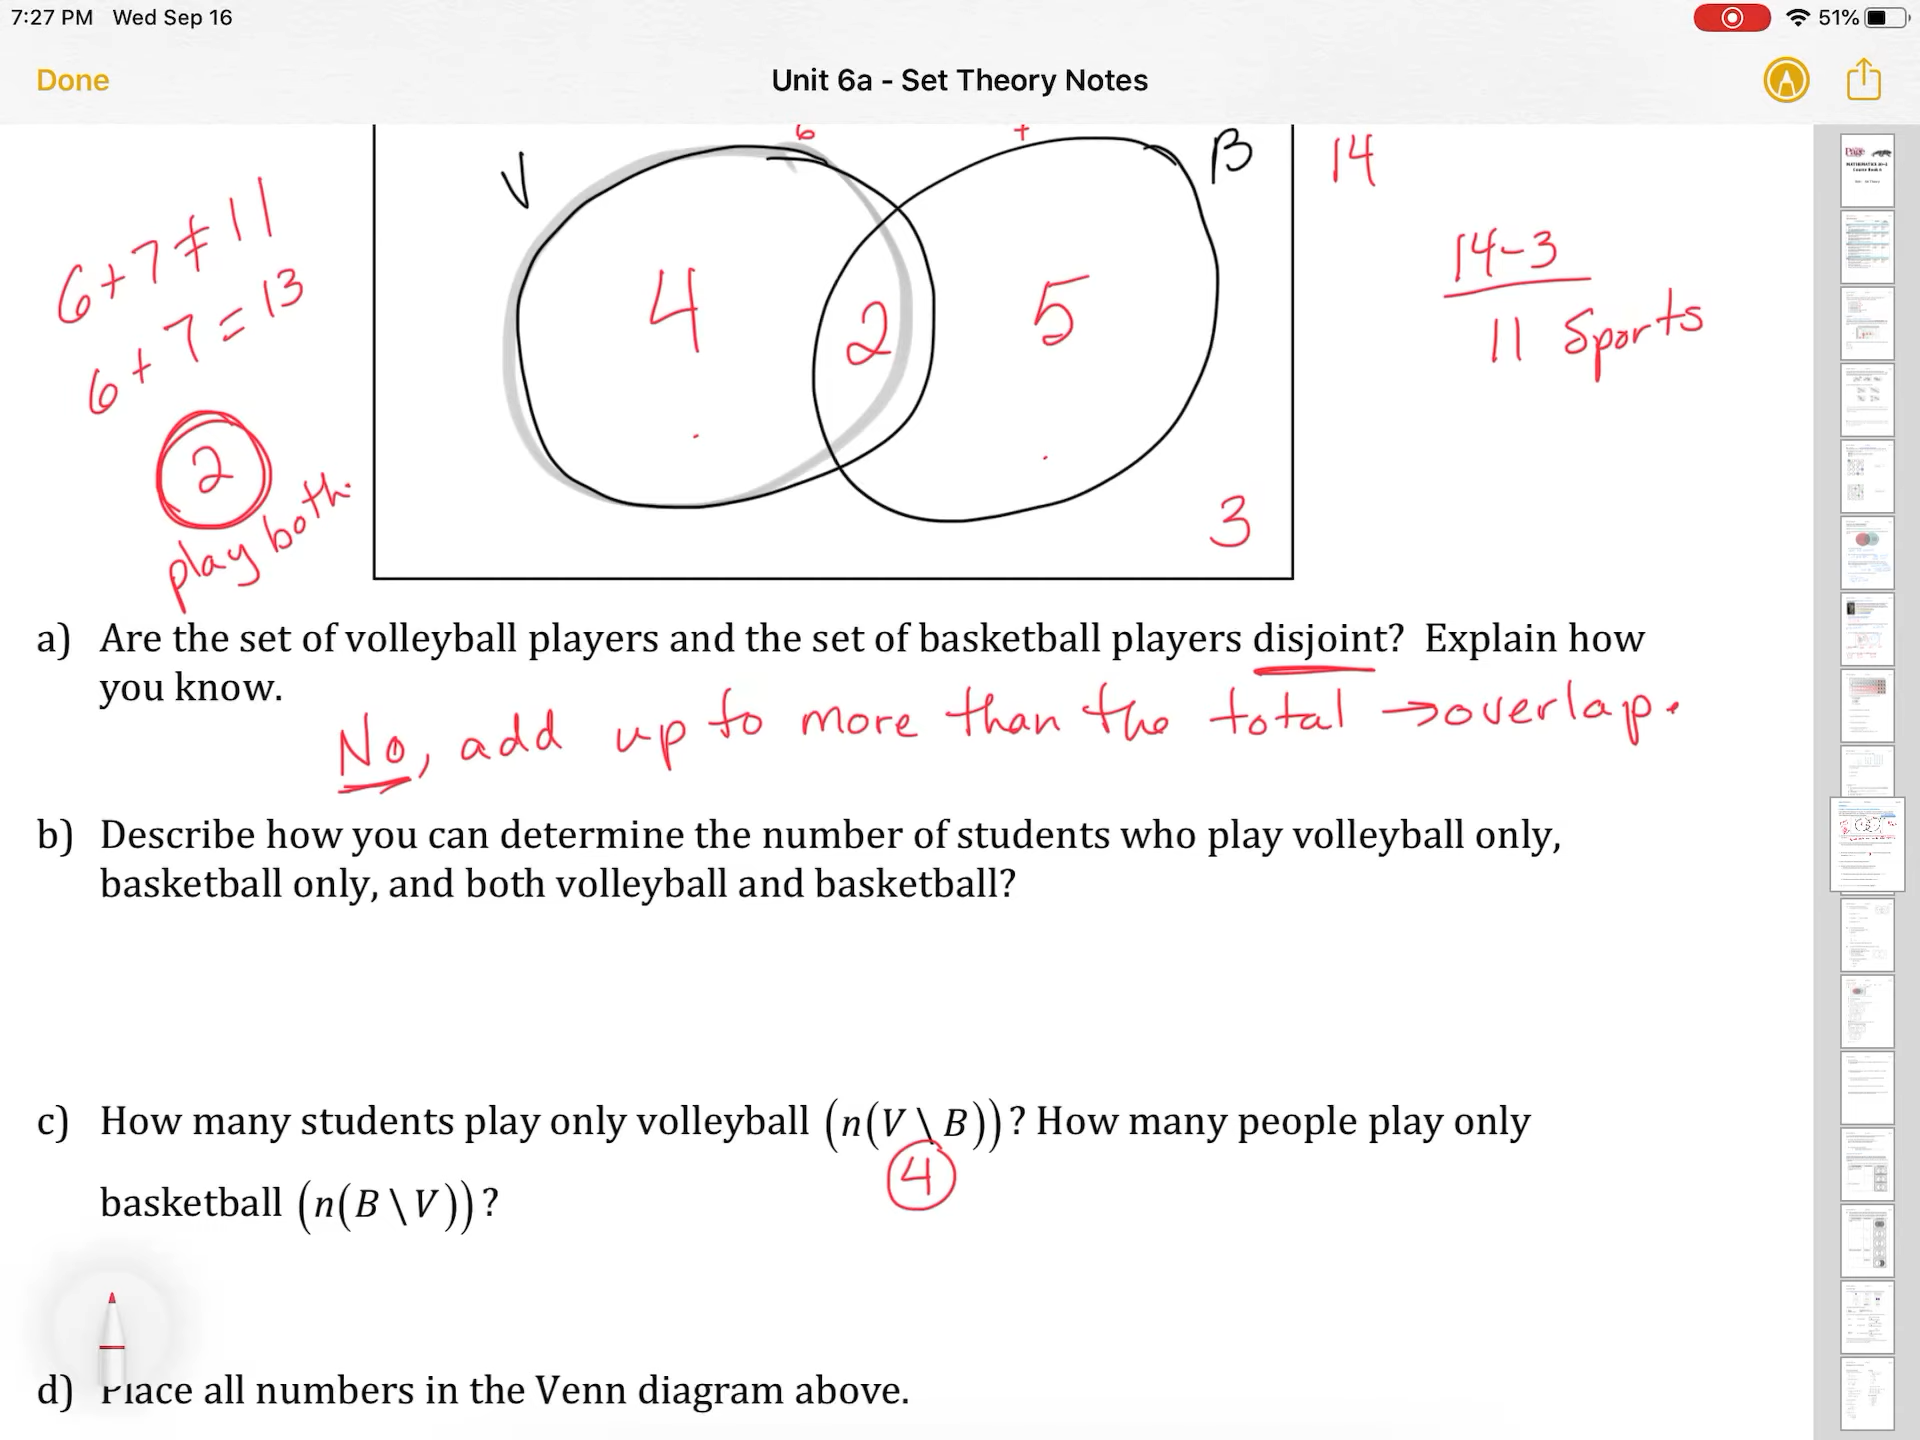 7:27 PM Wed Sep 16
51%
Done
Unit 6a - Set Theory Notes
6
V
B
14
6+7≠11
6+7=13
2
play both.
4
2
5
3
14-3
11 Sports
a) Are the set of volleyball players and the set of basketball players disjoint? Explain how
you know.
No, add up to more than the total → overlap.
b) Describe how you can determine the number of students who play volleyball only,
basketball only, and both volleyball and basketball?
c) How many students play only volleyball (n(V \ B))? How many people play only
4
basketball (n(B \ V))?
d) Place all numbers in the Venn diagram above.